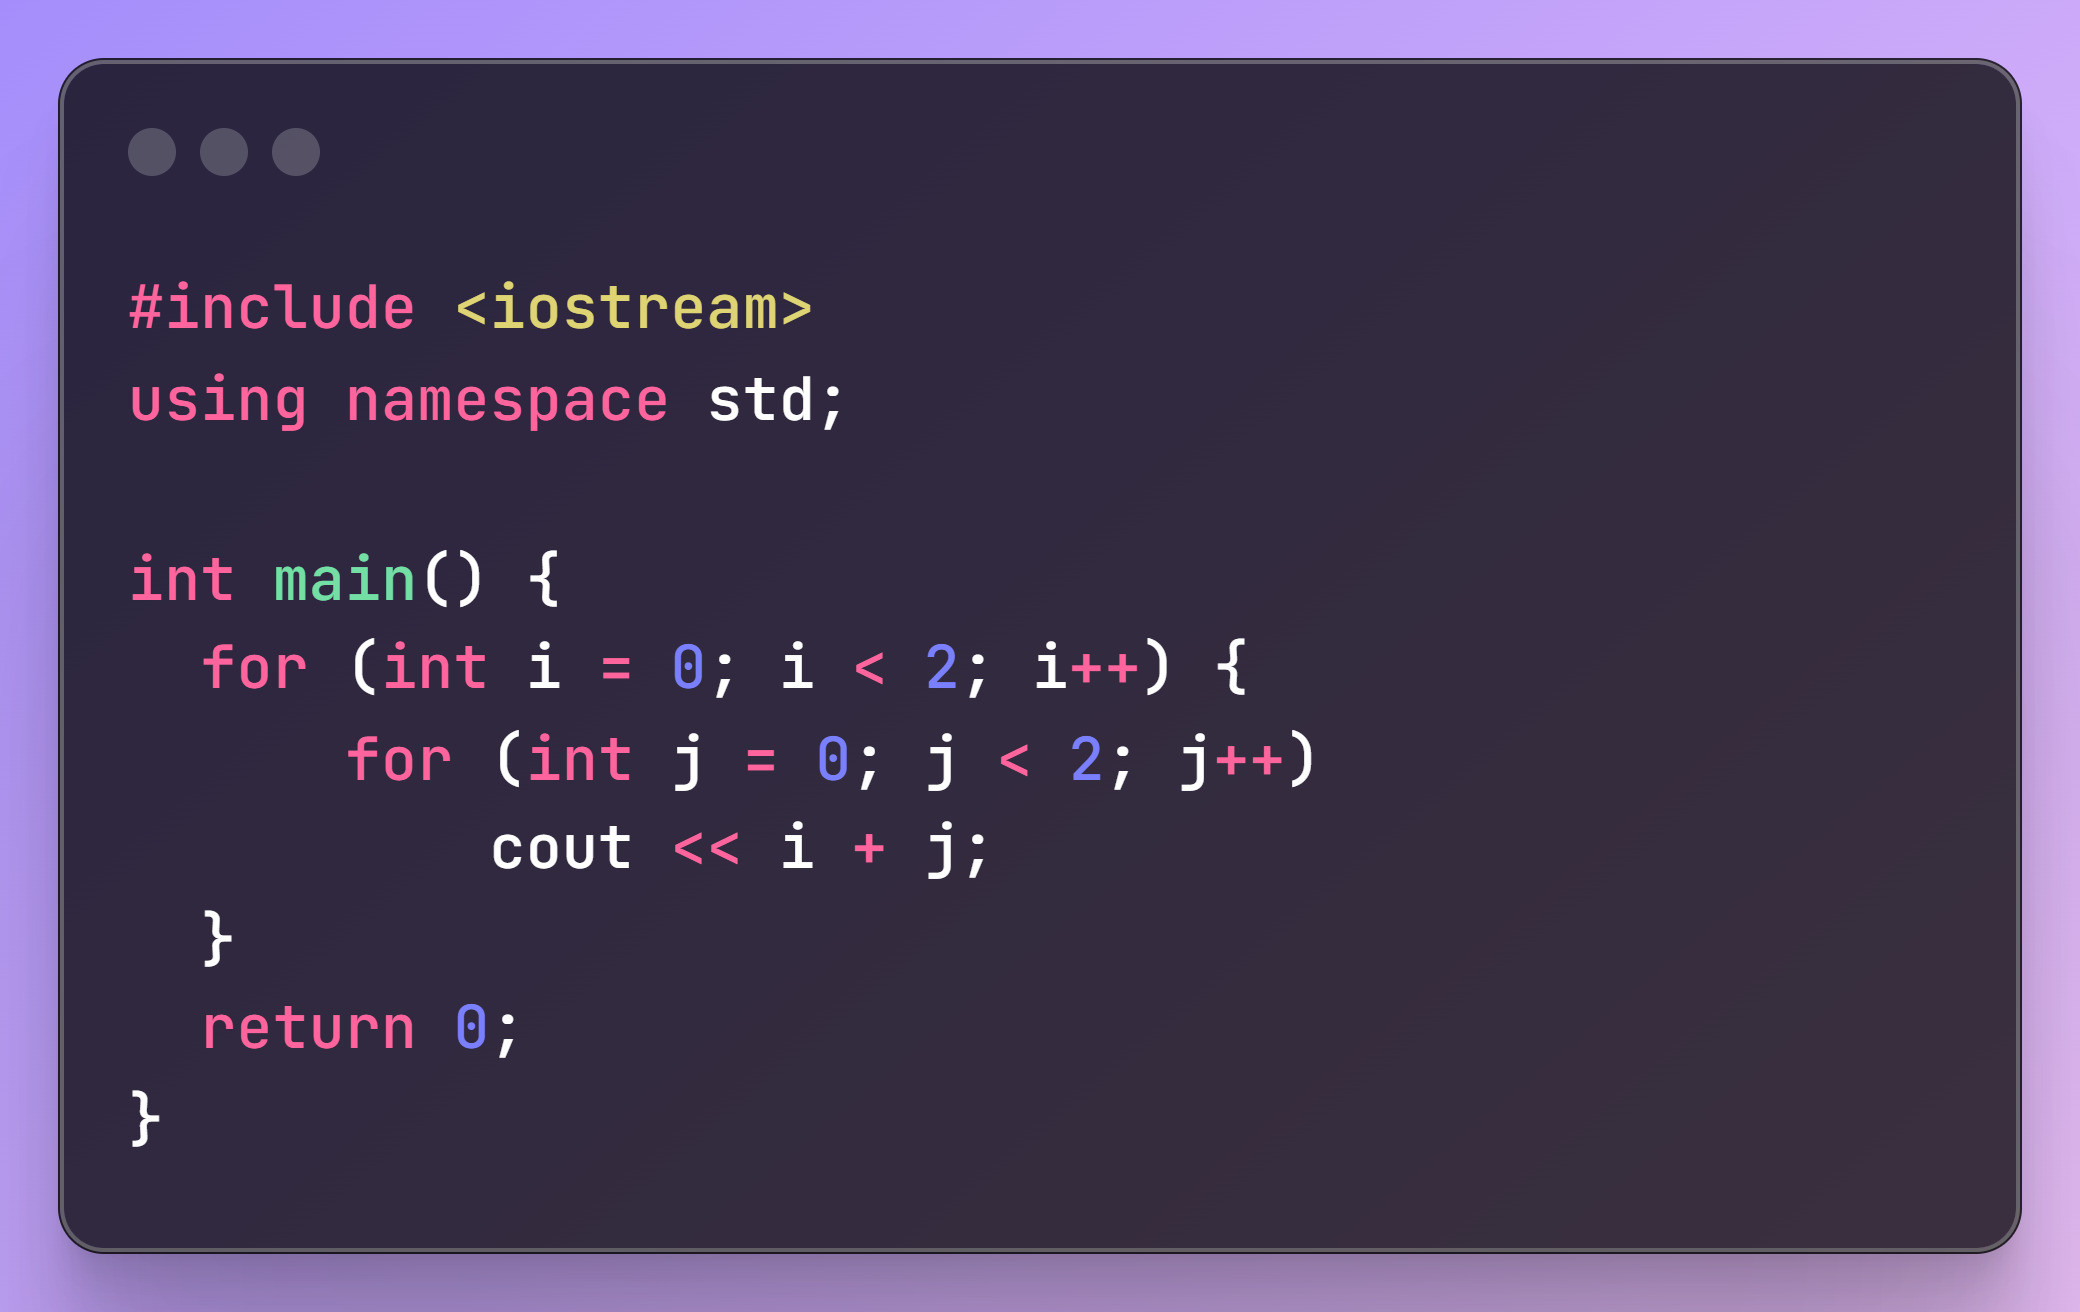 #include <iostream>
using namespace std;

int main() {
  for (int i = 0; i < 2; i++) {
      for (int j = 0; j < 2; j++)
          cout << i + j;
  }
  return 0;
}